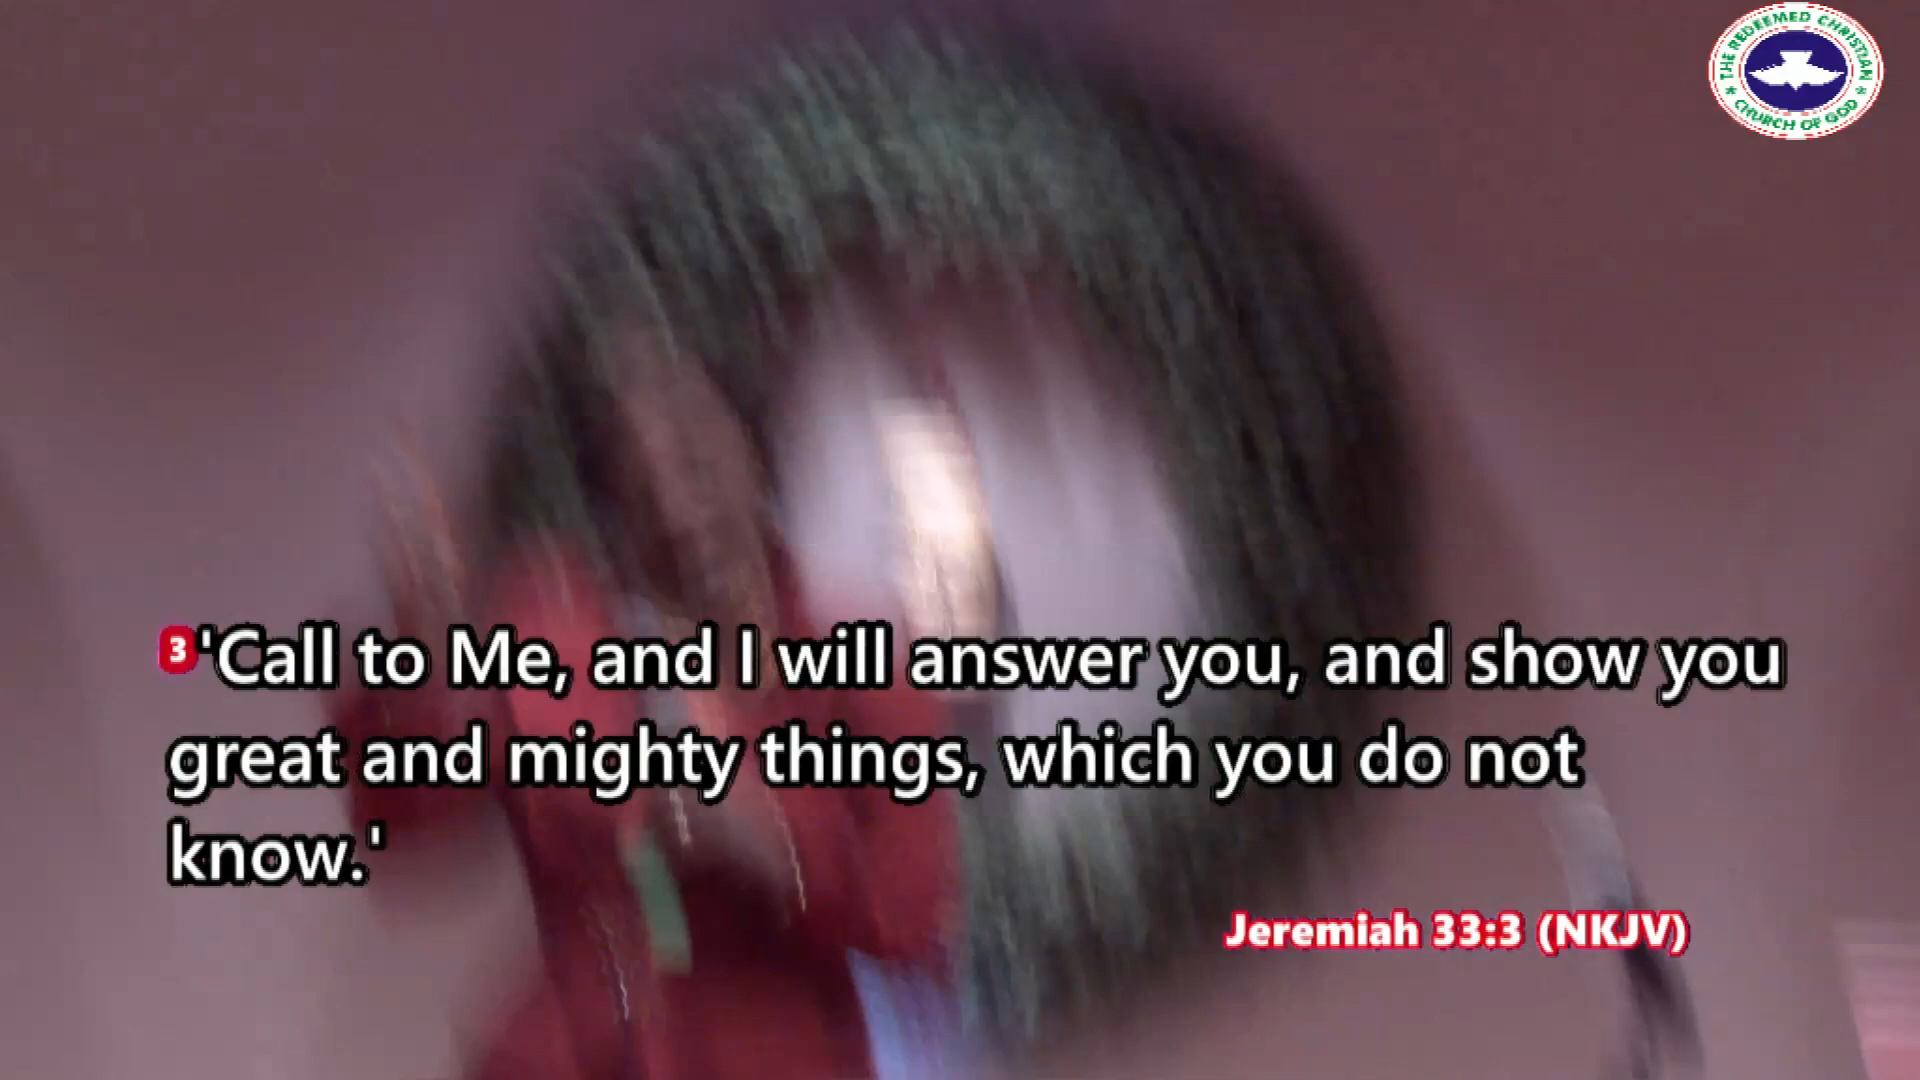 THE REDEEMED CHRISTIAN
CHURCH OF GOD
3 'Call to Me, and I will answer you, and show you
great and mighty things, which you do not
know.'
Jeremiah 33:3 (NKJV)